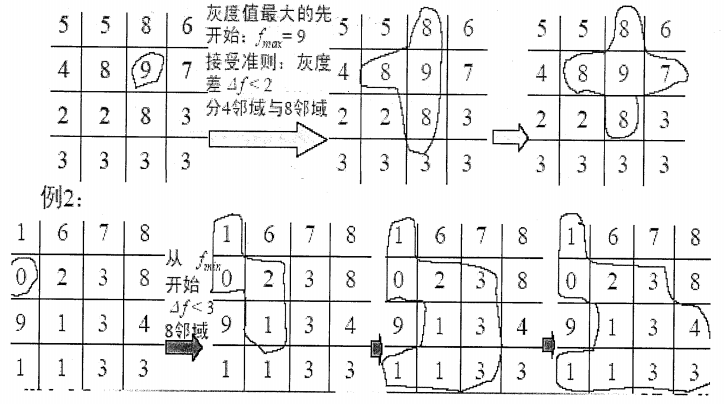 5 5 8 6
4 8 9 7
2 2 8 3
3 3 3 3
灰度值最大的先
开始：fmax= 9
接受准则：灰度
差 Δf< 2
分4邻域与8邻域
5 5 8 6
4 8 9 7
2 2 8 3
3 3 3 3
5 5 8 6
4 8 9 7
2 2 8 3
3 3 3 3
例2：
1 6 7 8
0 2 3 8
9 1 3 4
1 1 3 3
从 fmin
开始
Δf<3
8邻域
1 6 7 8
0 2 3 8
9 1 3 4
1 1 3 3
1 6 7 8
0 2 3 8
9 1 3 4
1 1 3 3
1 6 7 8
0 2 3 8
9 1 3 4
1 1 3 3